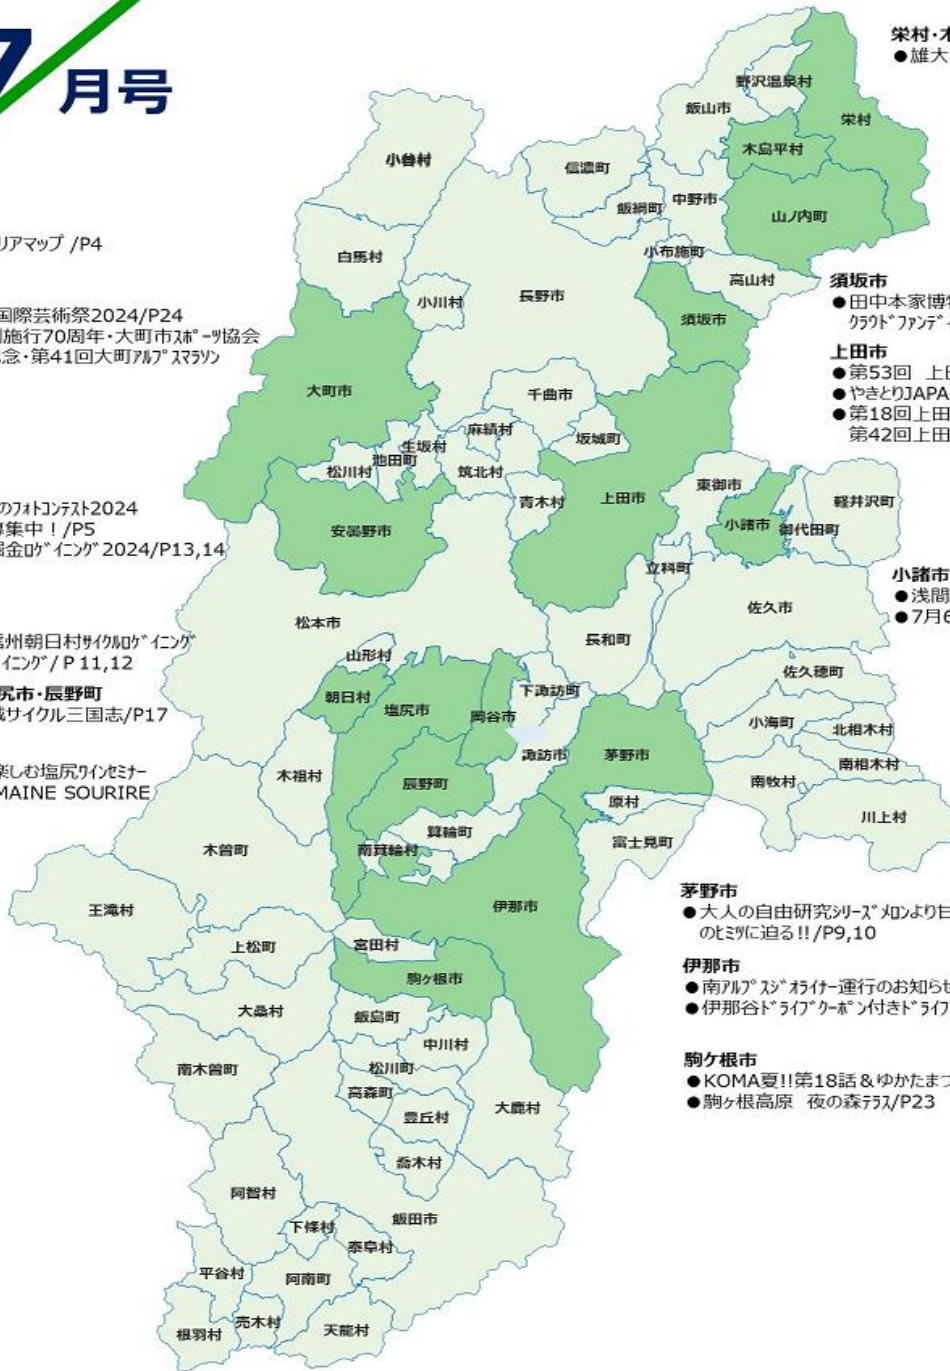 7月号
栄村・木
●雄大
リアマップ /P4
国際芸術祭2024/P24
施行70周年・大町市ｽﾎﾟｰﾂ協会
念・第41回大町ｱﾙﾌﾟｽﾏﾗｿﾝ
須坂市
●田中本家博物
ｸﾗｳﾄﾞﾌｧﾝﾃﾞｨ
上田市
●第53回 上田
●やきとりJAPA
●第18回上田
第42回上田
のﾌｫﾄｺﾝﾃｽﾄ2024
募集中！/P5
堀金ﾛｹﾞｲﾆﾝｸﾞ2024/P13,14
小諸市
●浅間
●7月6
信州朝日村ｻｲｸﾙﾛｹﾞｲﾆﾝｸﾞ
ｲﾆﾝｸﾞ/P11,12
尻市・辰野町
域サイクル三国志/P17
楽しむ塩尻ﾜｲﾝｾﾐﾅｰ
MAINE SOURIRE
茅野市
●大人の自由研究ｼﾘｰｽﾞﾒﾛﾝより甘
のﾋﾐﾂに迫る!!/P9,10
伊那市
●南ｱﾙﾌﾟｽｼﾞｵﾗｲﾅｰ運行のお知らせ
●伊那谷ﾄﾞﾗｲﾌﾞｸｰﾎﾟﾝ付きﾄﾞﾗｲﾌﾞ
駒ケ根市
●KOMA夏!!第18話＆ゆかたまつ
●駒ヶ根高原 夜の森ﾃﾗｽ/P23
野沢温泉村
飯山市
栄村
木島平村
小谷村
信濃町
飯綱町
中野市
山ノ内町
白馬村
小布施町
高山村
小川村
長野市
須坂市
大町市
千曲市
麻績村
生坂村
坂城町
池田町
松川村
筑北村
青木村
上田市
東御市
軽井沢町
安曇野市
小諸市
御代田町
立科町
佐久市
松本市
長和町
山形村
佐久穂町
朝日村
塩尻市
岡谷市
下諏訪町
小海町
北相木村
諏訪市
茅野市
南相木村
木祖村
辰野町
南牧村
原村
川上村
箕輪町
富士見町
木曽町
南箕輪村
王滝村
伊那市
上松町
宮田村
駒ヶ根市
大桑村
飯島町
中川村
南木曽町
松川町
高森町
豊丘村
大鹿村
喬木村
阿智村
飯田市
下條村
泰阜村
平谷村
阿南町
売木村
天龍村
根羽村